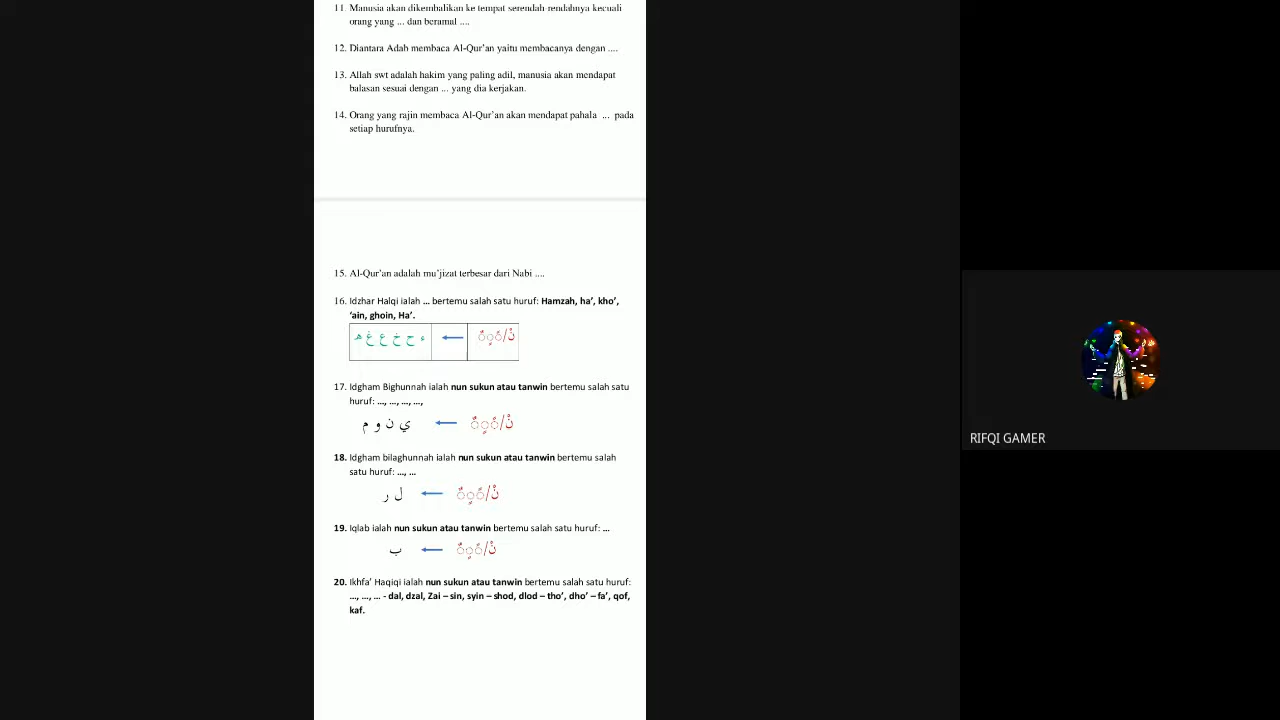 11. Manusia akan dikembalikan ke tempat serendah-rendahnya kecuali
orang yang ... dan beramal ....
12. Diantara Adab membaca Al-Qur'an yaitu membacanya dengan ....
13. Allah swt adalah hakim yang paling adil, manusia akan mendapat
balasan sesuai dengan ... yang dia kerjakan.
14. Orang yang rajin membaca Al-Qur'an akan mendapat pahala ... pada
setiap hurufnya.
15. Al-Qur'an adalah mu'jizat terbesar dari Nabi ....
16. Idzhar Halqi ialah ... bertemu salah satu huruf: Hamzah, ha', kho',
'ain, ghoin, Ha'.
نْ/ًٍ ٌ ← ء ح خ ع غ ه
17. Idgham Bighunnah ialah nun sukun atau tanwin bertemu salah satu
huruf: ..., ..., ..., ...,
نْ/ًٍ ٌ ← ي ن و م
18. Idgham bilaghunnah ialah nun sukun atau tanwin bertemu salah
satu huruf: ..., ...
نْ/ًٍ ٌ ← ل ر
19. Iqlab ialah nun sukun atau tanwin bertemu salah satu huruf: ...
نْ/ًٍ ٌ ← ب
20. Ikhfa' Haqiqi ialah nun sukun atau tanwin bertemu salah satu huruf:
..., ..., ... - dal, dzal, Zai – sin, syin – shod, dlod – tho', dho' – fa', qof,
kaf.
RIFQI GAMER